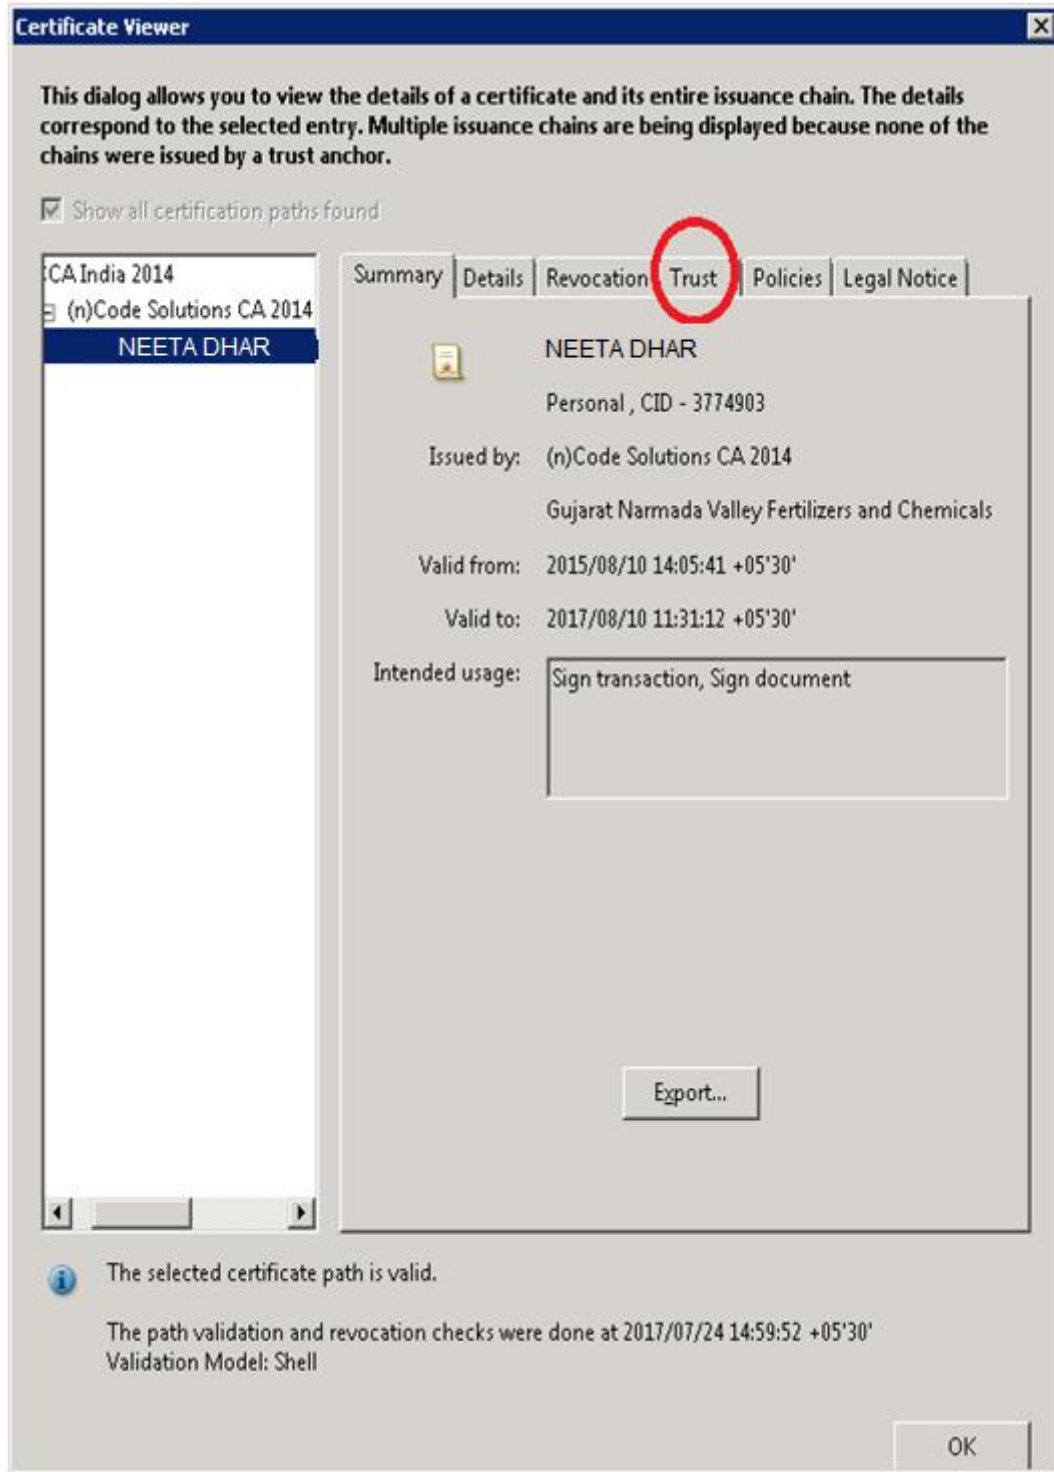 Certificate Viewer
This dialog allows you to view the details of a certificate and its entire issuance chain. The details
correspond to the selected entry. Multiple issuance chains are being displayed because none of the
chains were issued by a trust anchor.
Show all certification paths found
CA India 2014
(n)Code Solutions CA 2014
NEETA DHAR
Summary Details Revocation Trust Policies Legal Notice
NEETA DHAR
Personal , CID - 3774903
Issued by: (n)Code Solutions CA 2014
Gujarat Narmada Valley Fertilizers and Chemicals
Valid from: 2015/08/10 14:05:41 +05'30'
Valid to: 2017/08/10 11:31:12 +05'30'
Intended usage: Sign transaction, Sign document
Export...
The selected certificate path is valid.
The path validation and revocation checks were done at 2017/07/24 14:59:52 +05'30'
Validation Model: Shell
OK